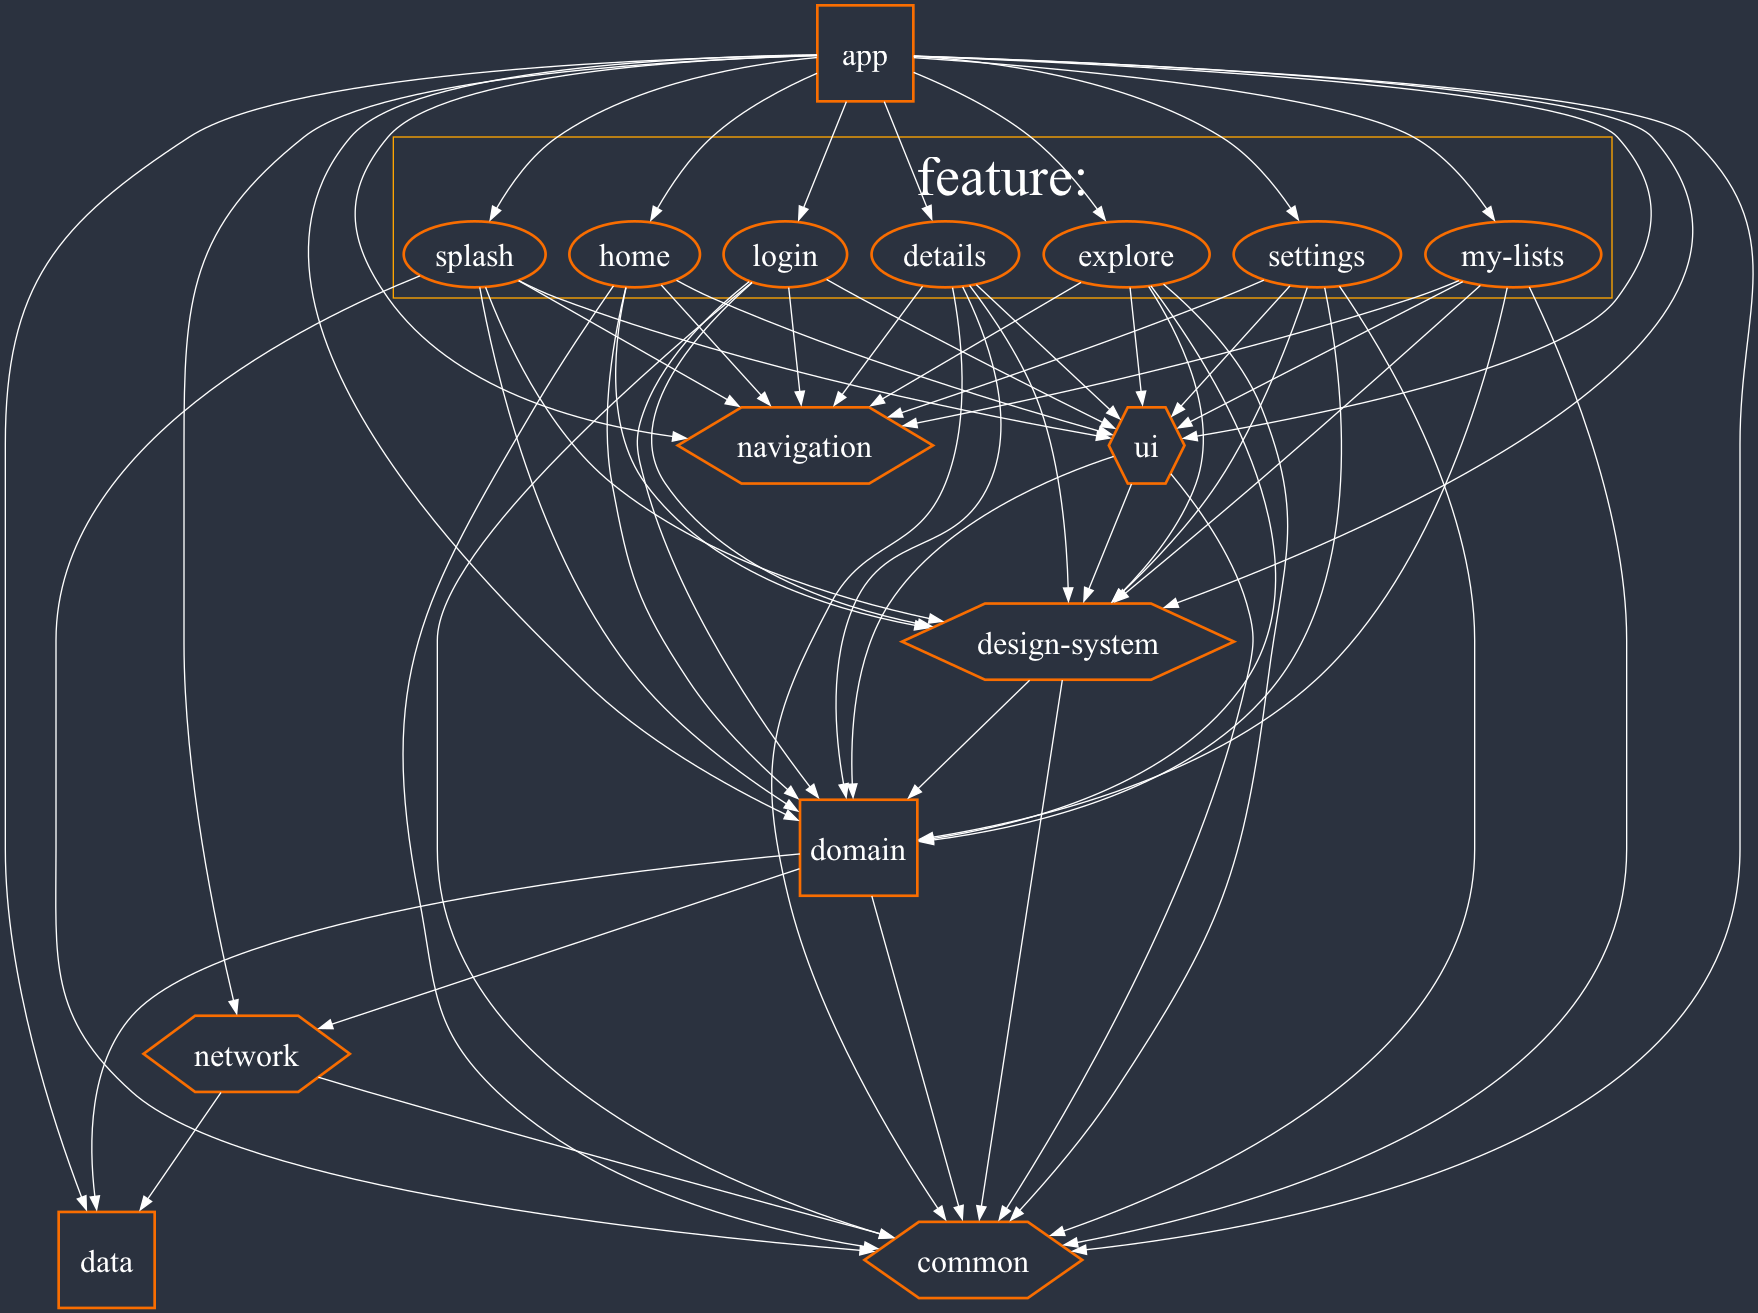 app
feature:
splash
home
login
details
explore
settings
my-lists
navigation
ui
design-system
domain
network
data
common